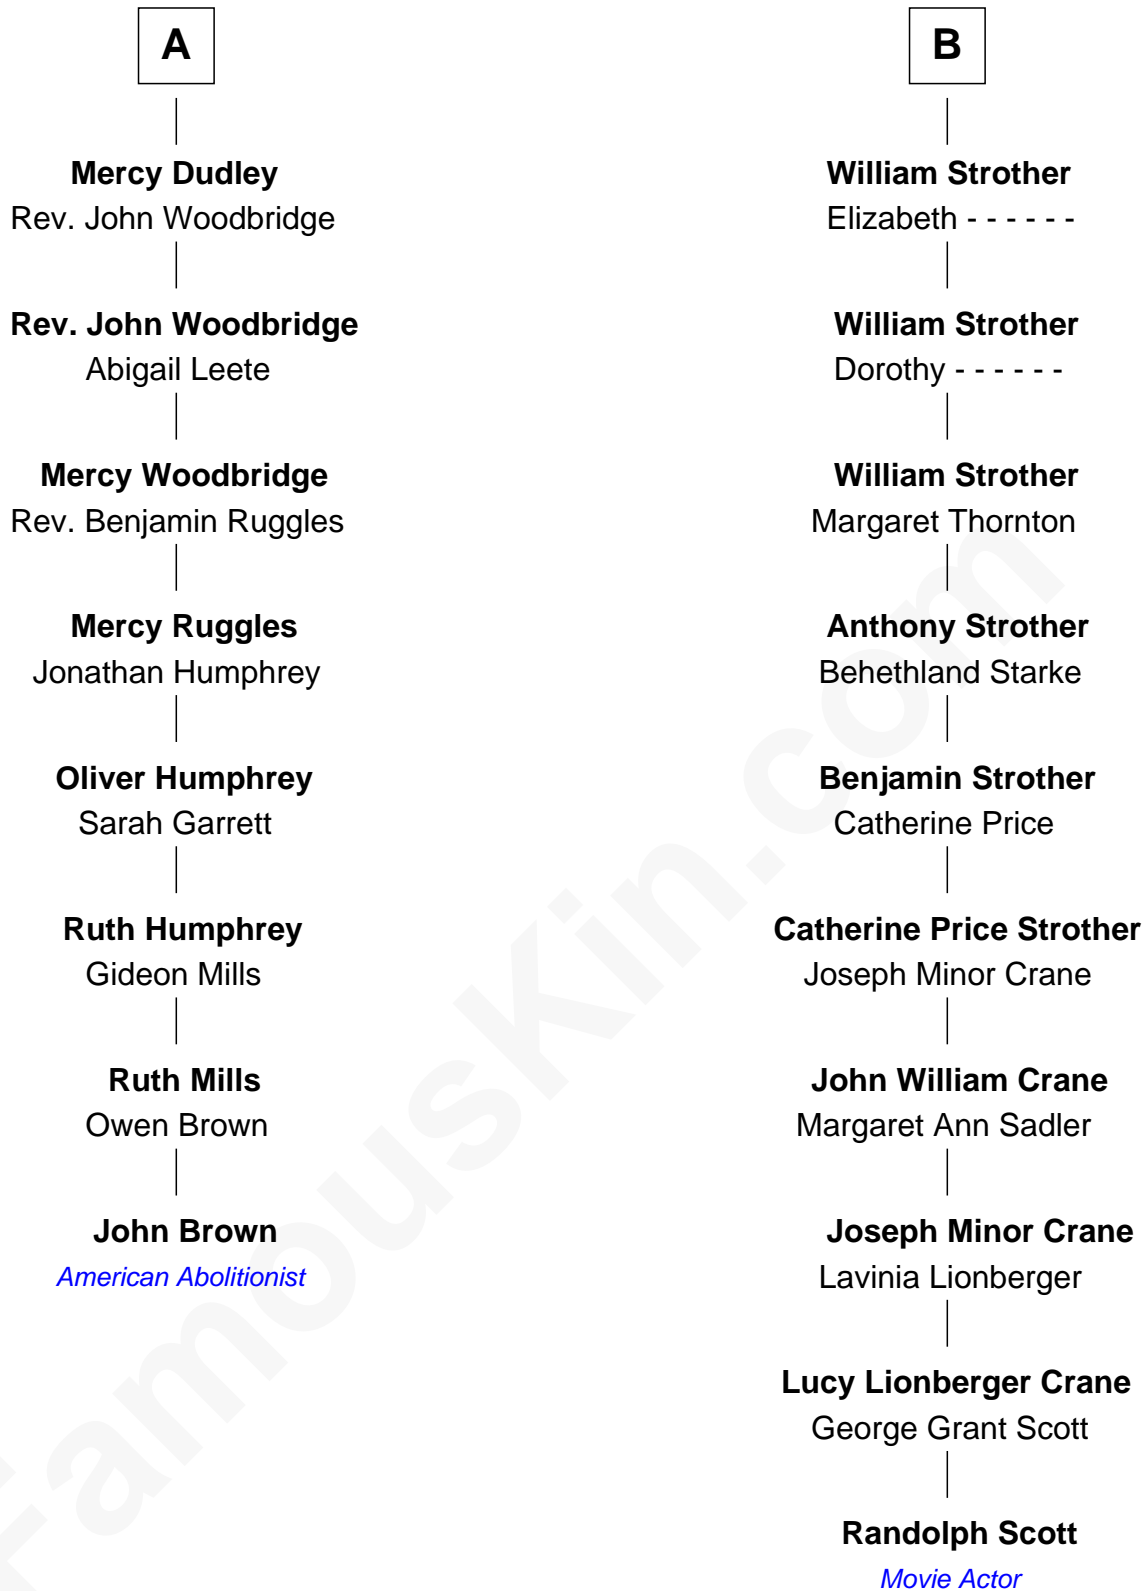 A
Mercy Dudley
Rev. John Woodbridge
Rev. John Woodbridge
Abigail Leete
Mercy Woodbridge
Rev. Benjamin Ruggles
Mercy Ruggles
Jonathan Humphrey
Oliver Humphrey
Sarah Garrett
Ruth Humphrey
Gideon Mills
Ruth Mills
Owen Brown
John Brown
American Abolitionist
B
William Strother
Elizabeth - - - - - -
William Strother
Dorothy - - - - - -
William Strother
Margaret Thornton
Anthony Strother
Behethland Starke
Benjamin Strother
Catherine Price
Catherine Price Strother
Joseph Minor Crane
John William Crane
Margaret Ann Sadler
Joseph Minor Crane
Lavinia Lionberger
Lucy Lionberger Crane
George Grant Scott
Randolph Scott
Movie Actor
FamousKin.com